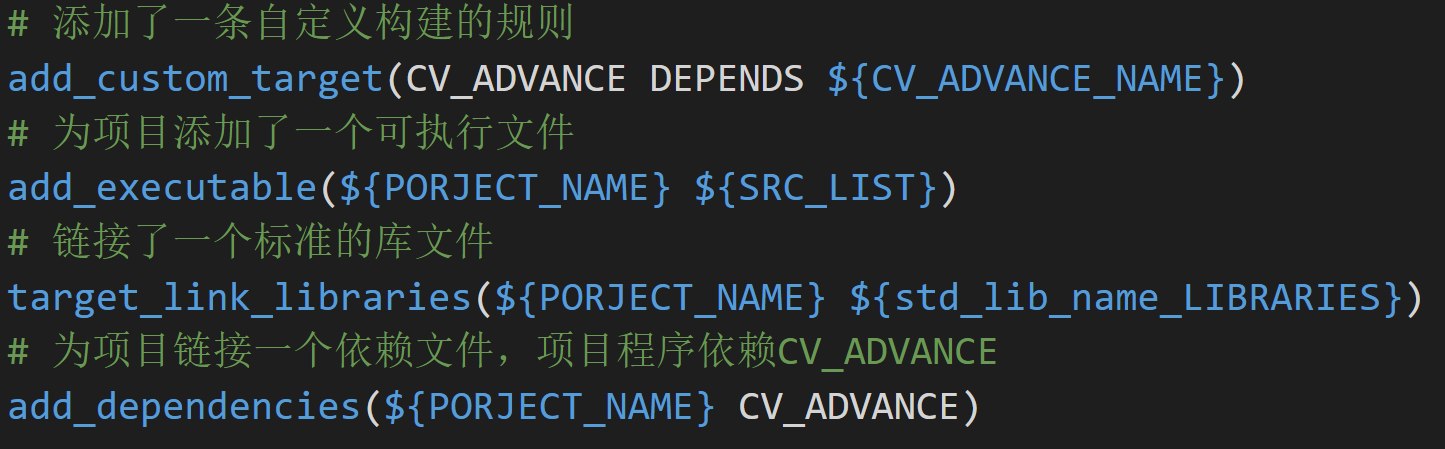 # 添加了一条自定义构建的规则
add_custom_target(CV_ADVANCE DEPENDS ${CV_ADVANCE_NAME})
# 为项目添加了一个可执行文件
add_executable(${PORJECT_NAME} ${SRC_LIST})
# 链接了一个标准的库文件
target_link_libraries(${PORJECT_NAME} ${std_lib_name_LIBRARIES})
# 为项目链接一个依赖文件，项目程序依赖CV_ADVANCE
add_dependencies(${PORJECT_NAME} CV_ADVANCE)